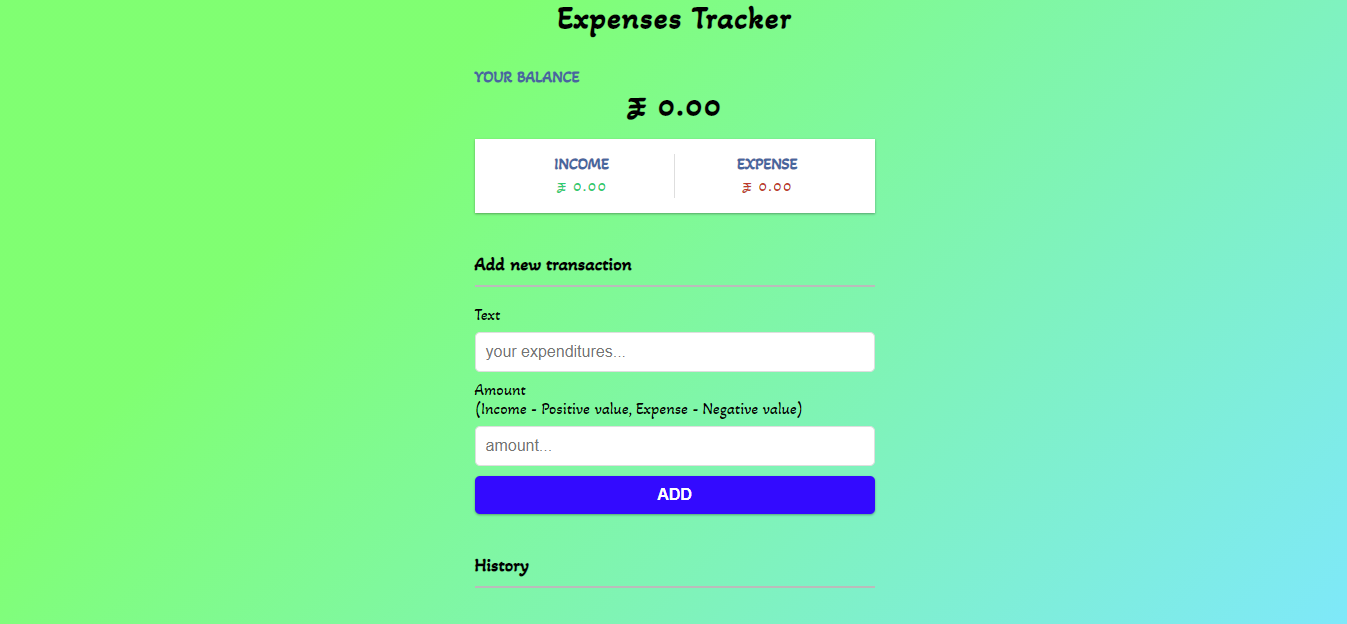 Expenses Tracker
YOUR BALANCE
₹ 0.00
INCOME EXPENSE
₹ 0.00 ₹ 0.00
Add new transaction
Text
your expenditures...
Amount
(Income - Positive value, Expense - Negative value)
amount...
ADD
History